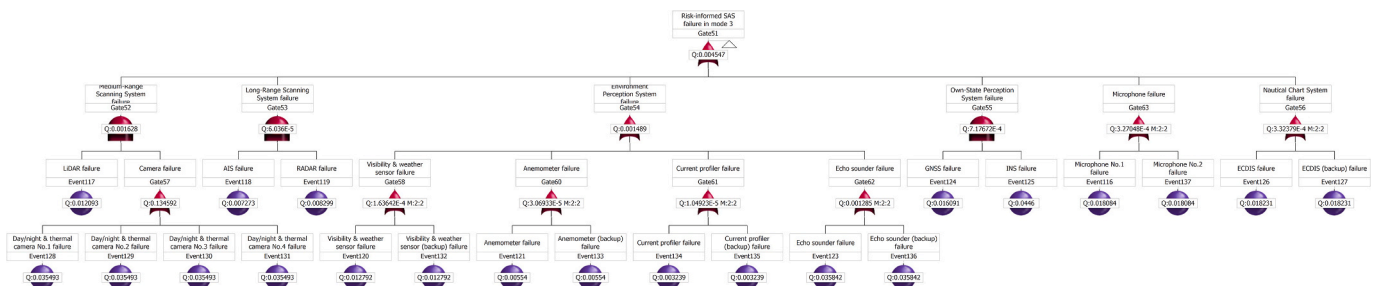 Risk-informed SAS
failure in mode 3
Gate51
Q:0.004547
Medium-Range
Scanning System
failure
Gate52
Q:0.001628
Long-Range Scanning
System failure
Gate53
Q:6.036E-5
Environment
Perception System
failure
Gate54
Q:0.001489
Own-State Perception
System failure
Gate55
Q:7.17672E-4
Microphone failure
Gate63
Q:3.27048E-4 M:2:2
Nautical Chart System
failure
Gate56
Q:3.32379E-4 M:2:2
LiDAR failure
Event117
Q:0.012093
Camera failure
Gate57
Q:0.134592
AIS failure
Event118
Q:0.007273
RADAR failure
Event119
Q:0.008299
Visibility & weather
sensor failure
Gate58
Q:1.63642E-4 M:2:2
Anemometer failure
Gate60
Q:3.06933E-5 M:2:2
Current profiler failure
Gate61
Q:1.04923E-5 M:2:2
Echo sounder failure
Gate62
Q:0.001285 M:2:2
GNSS failure
Event124
Q:0.016091
INS failure
Event125
Q:0.0446
Microphone No.1
failure
Event116
Q:0.018084
Microphone No.2
failure
Event137
Q:0.018084
ECDIS failure
Event126
Q:0.018231
ECDIS (backup) failure
Event127
Q:0.018231
Day/night & thermal
camera No.1 failure
Event128
Q:0.035493
Day/night & thermal
camera No.2 failure
Event129
Q:0.035493
Day/night & thermal
camera No.3 failure
Event130
Q:0.035493
Day/night & thermal
camera No.4 failure
Event131
Q:0.035493
Visibility & weather
sensor failure
Event120
Q:0.012792
Visibility & weather
sensor (backup) failure
Event132
Q:0.012792
Anemometer failure
Event121
Q:0.00554
Anemometer (backup)
failure
Event133
Q:0.00554
Current profiler failure
Event134
Q:0.003239
Current profiler
(backup) failure
Event135
Q:0.003239
Echo sounder failure
Event123
Q:0.035842
Echo sounder (backup)
failure
Event136
Q:0.035842